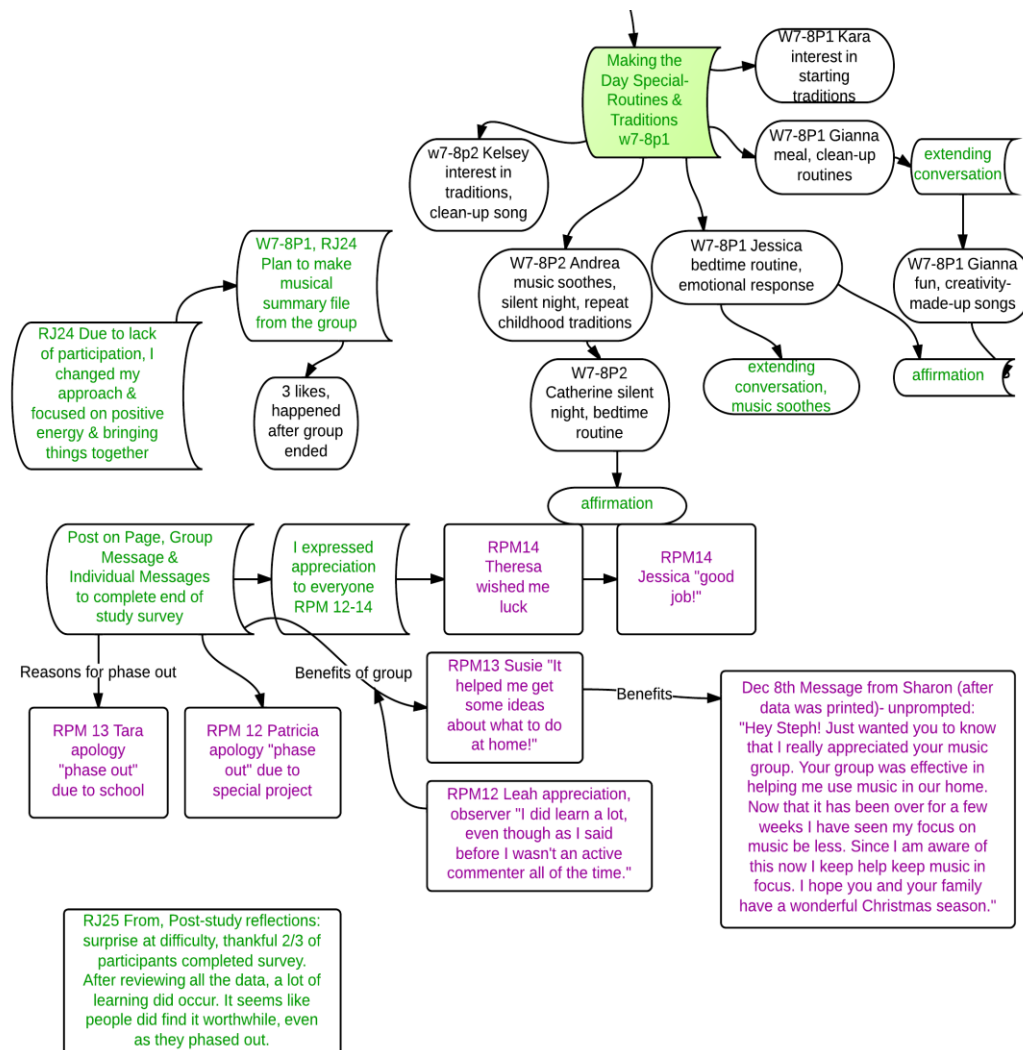 Making the
Day Special-
Routines &
Traditions
w7-8p1
W7-8P1 Kara
interest in
starting
traditions
w7-8p2 Kelsey
interest in
traditions,
clean-up song
W7-8P1 Gianna
meal, clean-up
routines
extending
conversation
W7-8P1, RJ24
Plan to make
musical
summary file
from the group
W7-8P2 Andrea
music soothes,
silent night, repeat
childhood traditions
W7-8P1 Jessica
bedtime routine,
emotional response
W7-8P1 Gianna
fun, creativity-
made-up songs
RJ24 Due to lack
of participation, I
changed my
approach &
focused on positive
energy & bringing
things together
3 likes,
happened
after group
ended
W7-8P2
Catherine silent
night, bedtime
routine
extending
conversation,
music soothes
affirmation
affirmation
Post on Page, Group
Message &
Individual Messages
to complete end of
study survey
I expressed
appreciation
to everyone
RPM 12-14
RPM14
Theresa
wished me
luck
RPM14
Jessica "good
job!"
Reasons for phase out
Benefits of group
RPM 13 Tara
apology
"phase out"
due to school
RPM 12 Patricia
apology "phase
out" due to
special project
RPM13 Susie "It
helped me get
some ideas
about what to do
at home!"
Benefits
Dec 8th Message from Sharon (after
data was printed)- unprompted:
"Hey Steph! Just wanted you to know
that I really appreciated your music
group. Your group was effective in
helping me use music in our home.
Now that it has been over for a few
weeks I have seen my focus on
music be less. Since I am aware of
this now I keep help keep music in
focus. I hope you and your family
have a wonderful Christmas season."
RPM12 Leah appreciation,
observer "I did learn a lot,
even though as I said
before I wasn't an active
commenter all of the time."
RJ25 From, Post-study reflections:
surprise at difficulty, thankful 2/3 of
participants completed survey.
After reviewing all the data, a lot of
learning did occur. It seems like
people did find it worthwhile, even
as they phased out.